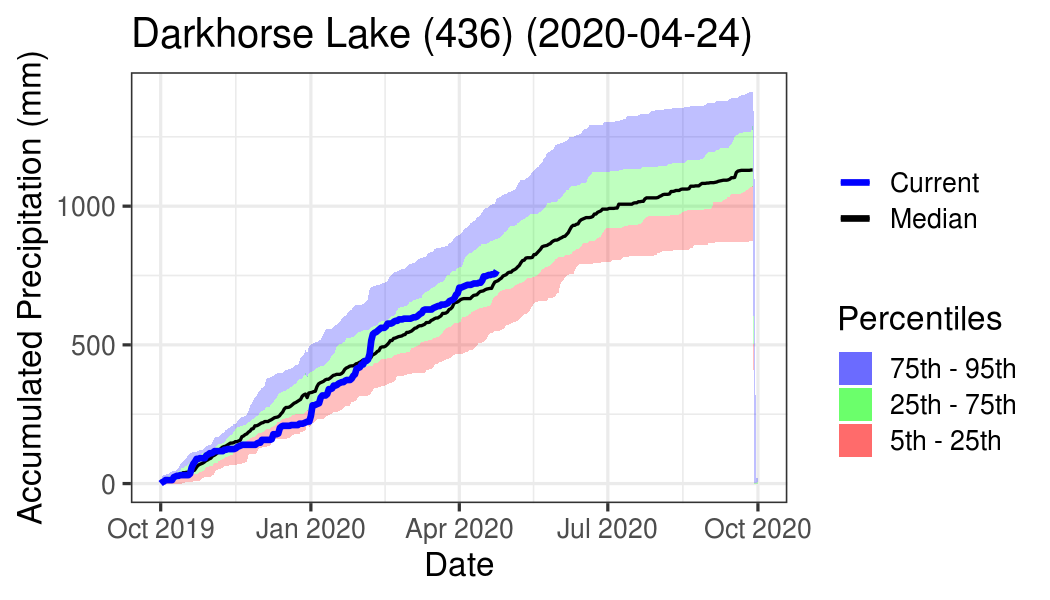 Darkhorse Lake (436) (2020-04-24)
Accumulated Precipitation (mm)
1000
500
0
Oct 2019 Jan 2020 Apr 2020 Jul 2020 Oct 2020
Date
Current
Median
Percentiles
75th - 95th
25th - 75th
5th - 25th